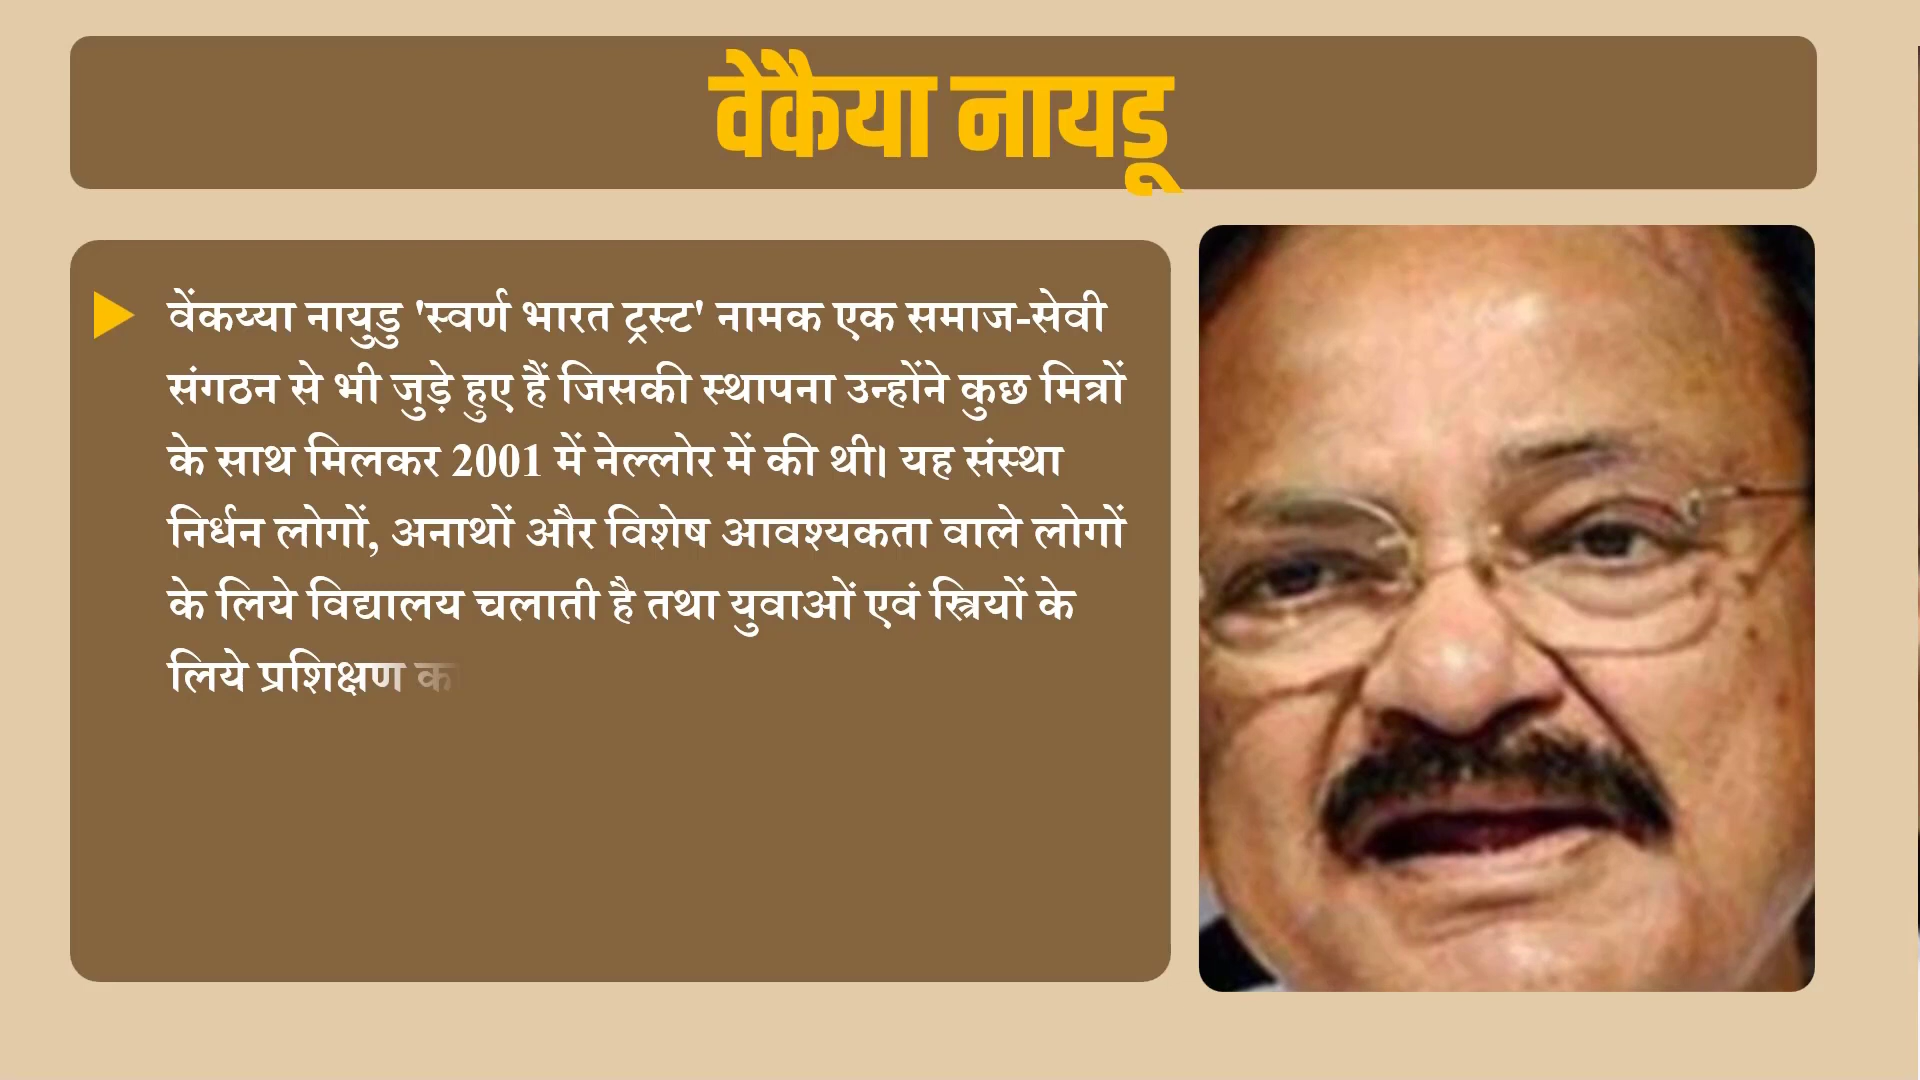 वेकैया नायडू
वेंकय्या नायुडु 'स्वर्ण भारत ट्रस्ट' नामक एक समाज-सेवी
संगठन से भी जुड़े हुए हैं जिसकी स्थापना उन्होंने कुछ मित्रों
के साथ मिलकर 2001 में नेल्लोर में की थी। यह संस्था
निर्धन लोगों, अनाथों और विशेष आवश्यकता वाले लोगों
के लिये विद्यालय चलाती है तथा युवाओं एवं स्त्रियों के
लिये प्रशिक्षण